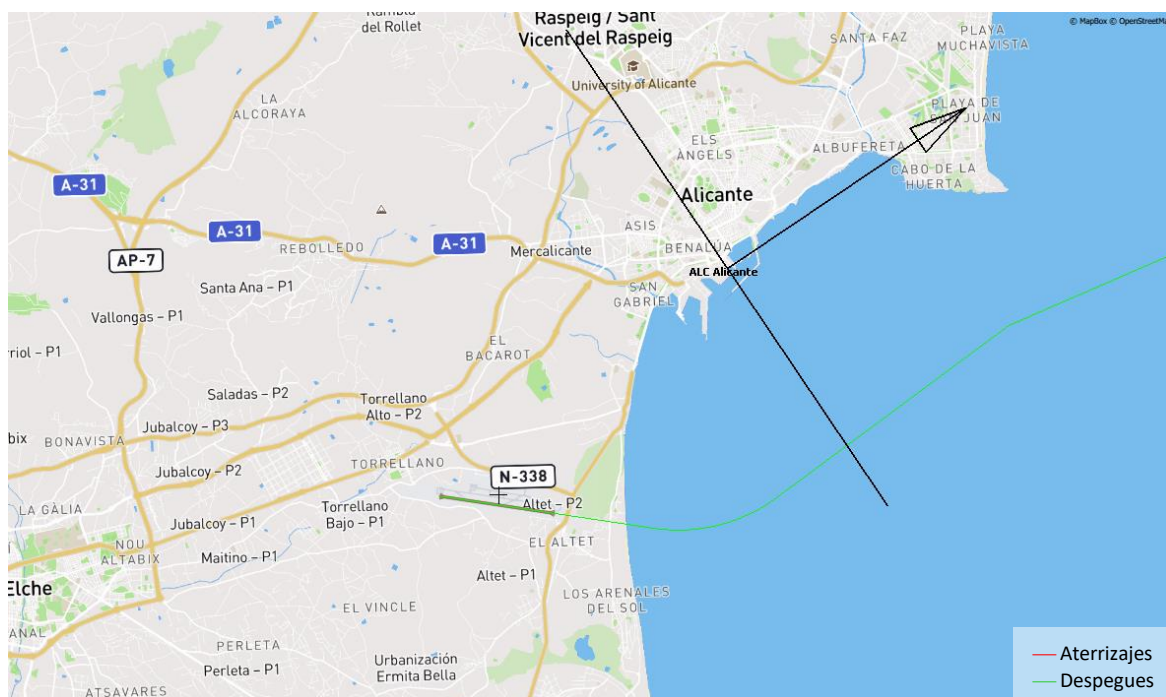 Rambla
del Rollet
Raspeig / Sant
Vicent del Raspeig
© MapBox © OpenStreetMa
PLAYA
MUCHAVISTA
SANTA FAZ
University of Alicante
LA
ALCORAYA
PLAYA DE
SAN JUAN
ELS
ÀNGELS
ALBUFERETA
CABO DE LA
HUERTA
A-31
Alicante
ASIS
A-31
A-31
REBOLLEDO
Mercalicante
BENALÚA
AP-7
ALC Alicante
Santa Ana – P1
SAN
GABRIEL
Vallongas – P1
EL
BACAROT
rriol – P1
Saladas – P2
Torrellano
Alto – P2
Jubalcoy – P3
bix
BONAVISTA
Jubalcoy – P2
TORRELLANO
N-338
LA GÀLIA
Torrellano
Bajo – P1
Altet – P2
Jubalcoy – P1
NOU
ALTABIX
Maitino – P1
EL ALTET
Elche
Altet – P1
LOS ARENALES
DEL SOL
EL VINCLE
ANAL
PERLETA
Perleta – P1
Urbanización
Ermita Bella
ATSAVARES
Aterrizajes
Despegues